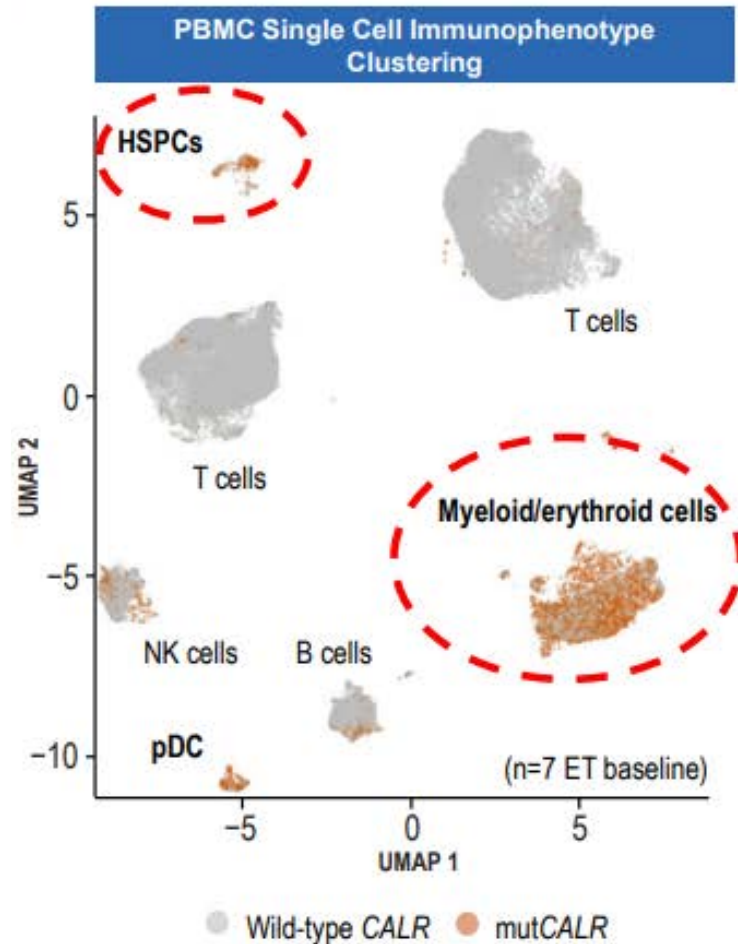 PBMC Single Cell Immunophenotype
Clustering
HSPCs
5
T cells
0
UMAP 2
T cells
Myeloid/erythroid cells
−5
NK cells
B cells
pDC
−10
(n=7 ET baseline)
−5
0
5
UMAP 1
Wild-type CALR
mutCALR